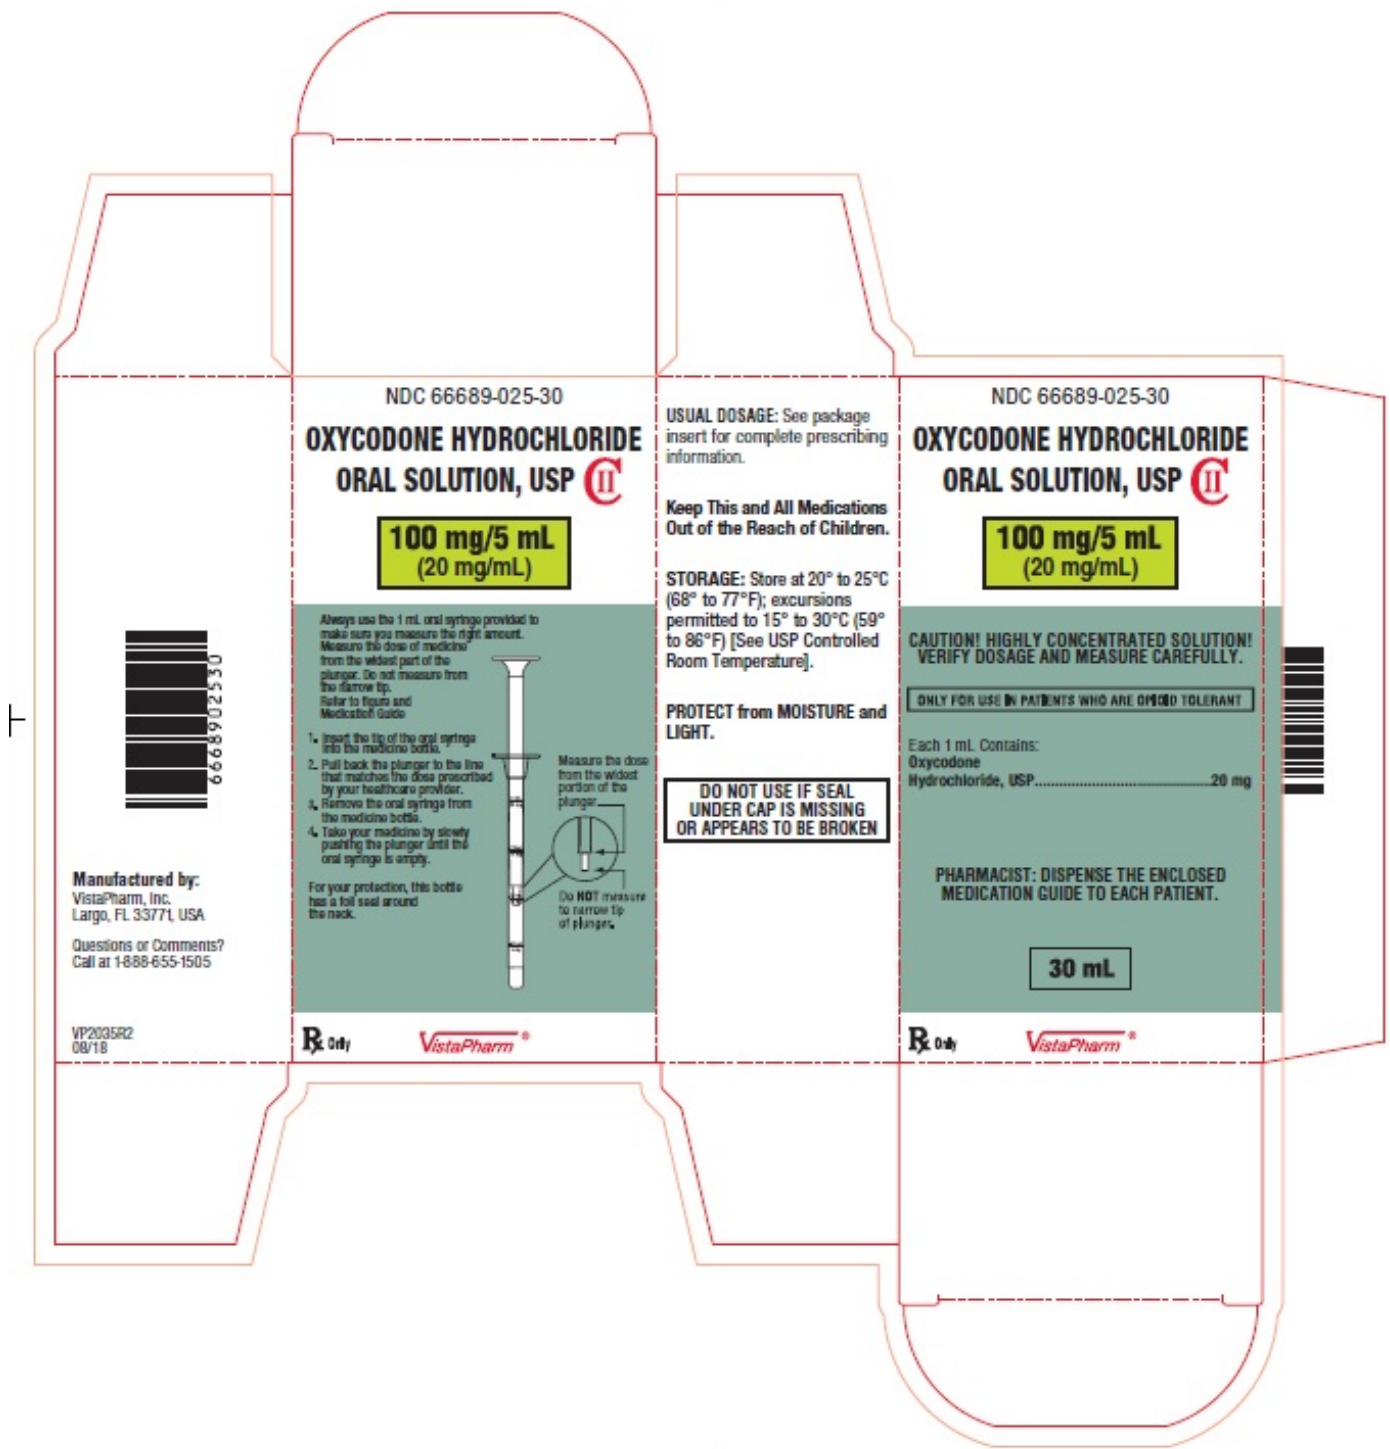 6668902530
Manufactured by:
VistaPharm, Inc.
Largo, FL 33771, USA
Questions or Comments?
Call at 1-888-655-1505
VP2035R2
08/18
NDC 66689-025-30
OXYCODONE HYDROCHLORIDE
ORAL SOLUTION, USP CII
100 mg/5 mL
(20 mg/mL)
Always use the 1 mL oral syringe provided to
make sure you measure the right amount.
Measure the dose of medicine
from the widest part of the
plunger. Do not measure from
the narrow tip.
Refer to figure and
Medication Guide
1. Insert the tip of the oral syringe
into the medicine bottle.
2. Pull back the plunger to the line
that matches the dose prescribed
by your healthcare provider.
3. Remove the oral syringe from
the medicine bottle.
4. Take your medicine by slowly
pushing the plunger until the
oral syringe is empty.
For your protection, this bottle
has a foil seal around
the neck.
Measure the dose
from the widest
portion of the
plunger
Do NOT measure
to narrow tip
of plunger.
Rx Only
VistaPharm®
USUAL DOSAGE: See package
insert for complete prescribing
information.
Keep This and All Medications
Out of the Reach of Children.
STORAGE: Store at 20° to 25°C
(68° to 77°F); excursions
permitted to 15° to 30°C (59°
to 86°F) [See USP Controlled
Room Temperature].
PROTECT from MOISTURE and
LIGHT.
DO NOT USE IF SEAL
UNDER CAP IS MISSING
OR APPEARS TO BE BROKEN
NDC 66689-025-30
OXYCODONE HYDROCHLORIDE
ORAL SOLUTION, USP CII
100 mg/5 mL
(20 mg/mL)
CAUTION! HIGHLY CONCENTRATED SOLUTION!
VERIFY DOSAGE AND MEASURE CAREFULLY.
ONLY FOR USE IN PATIENTS WHO ARE OPIOID TOLERANT
Each 1 mL Contains:
Oxycodone
Hydrochloride, USP..........................................20 mg
PHARMACIST: DISPENSE THE ENCLOSED
MEDICATION GUIDE TO EACH PATIENT.
30 mL
Rx Only
VistaPharm®